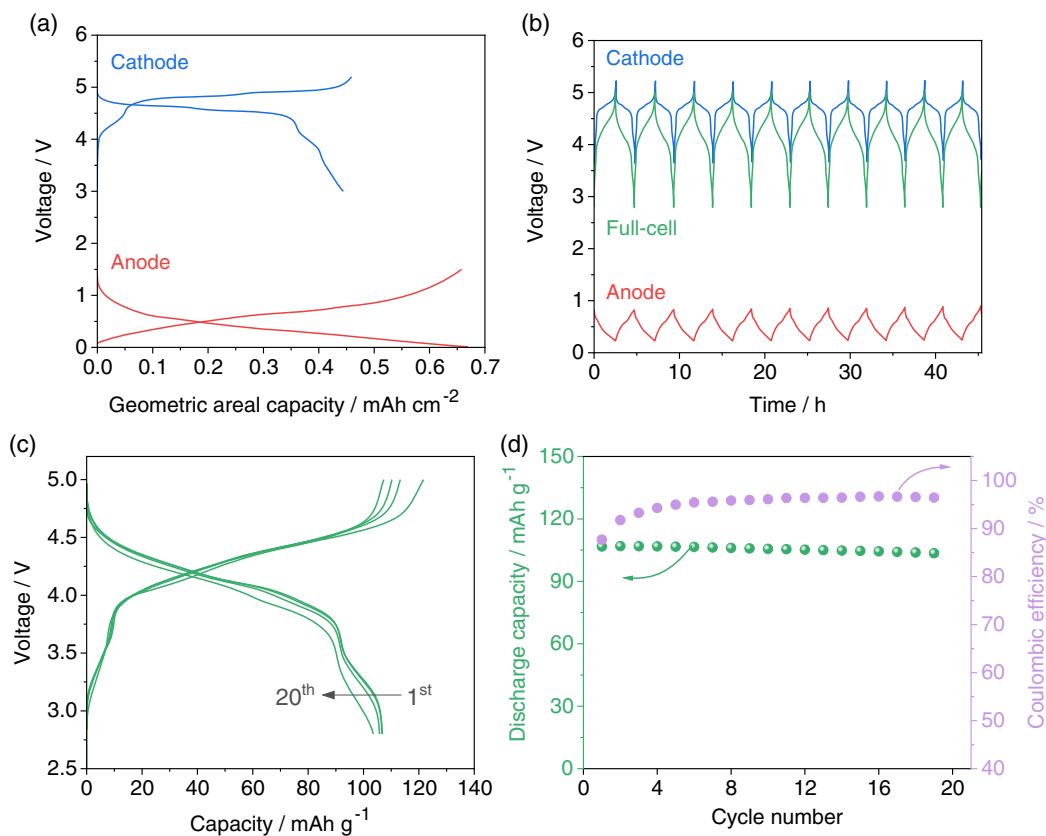 (a)
6
5
4
3
2
1
0
Voltage / V
Cathode
Anode
0.0 0.1 0.2 0.3 0.4 0.5 0.6 0.7
Geometric areal capacity / mAh cm⁻²
(b)
6
5
4
3
2
1
0
Voltage / V
Cathode
Full-cell
Anode
0 10 20 30 40
Time / h
(c)
5.0
4.5
4.0
3.5
3.0
2.5
Voltage / V
20ᵗʰ 1ˢᵗ
0 20 40 60 80 100 120 140
Capacity / mAh g⁻¹
(d)
150
120
90
60
30
0
Discharge capacity / mAh g⁻¹
100
90
80
70
60
50
40
Coulombic efficiency / %
0 4 8 12 16 20
Cycle number